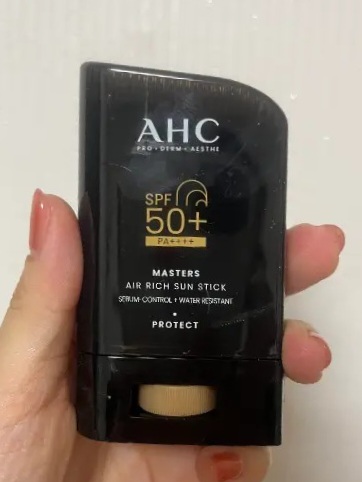 AHC
PRO•DERM•AESTHE
SPF
50+
PA++++
MASTERS
AIR RICH SUN STICK
SEBUM-CONTROL + WATER RESISTANT
PROTECT